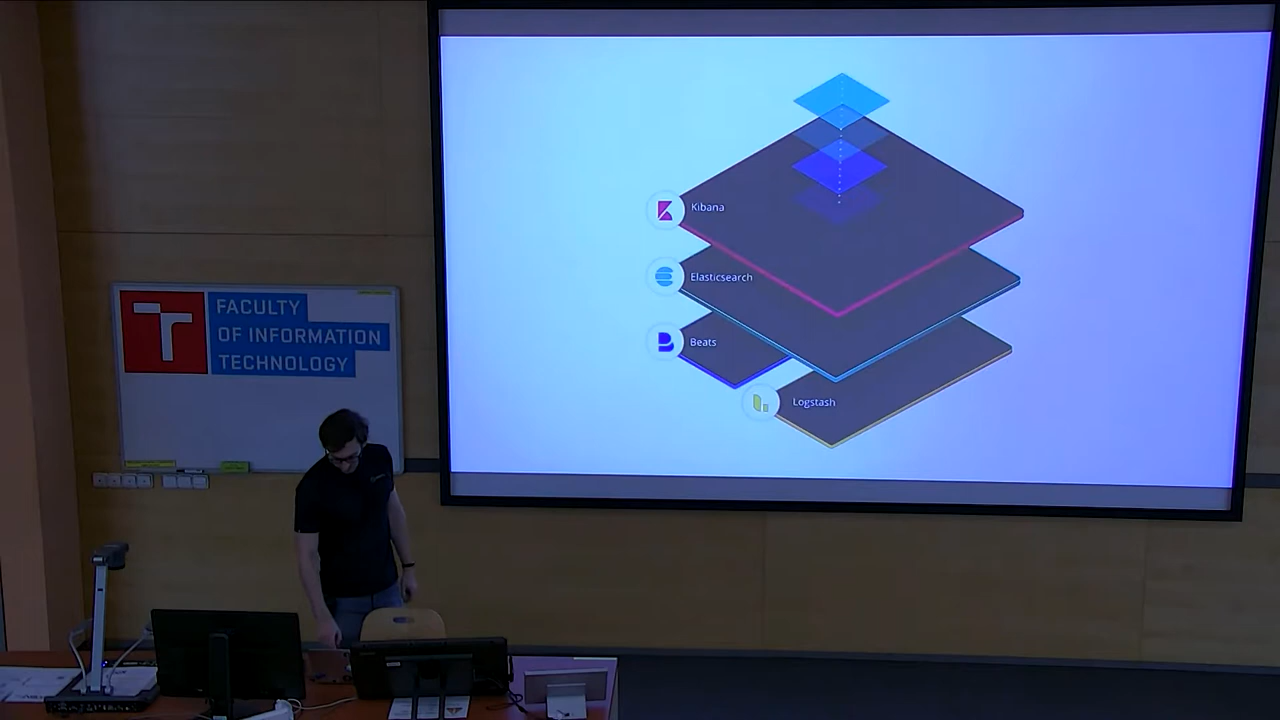 FACULTY
OF INFORMATION
TECHNOLOGY
Kibana
Elasticsearch
Beats
Logstash